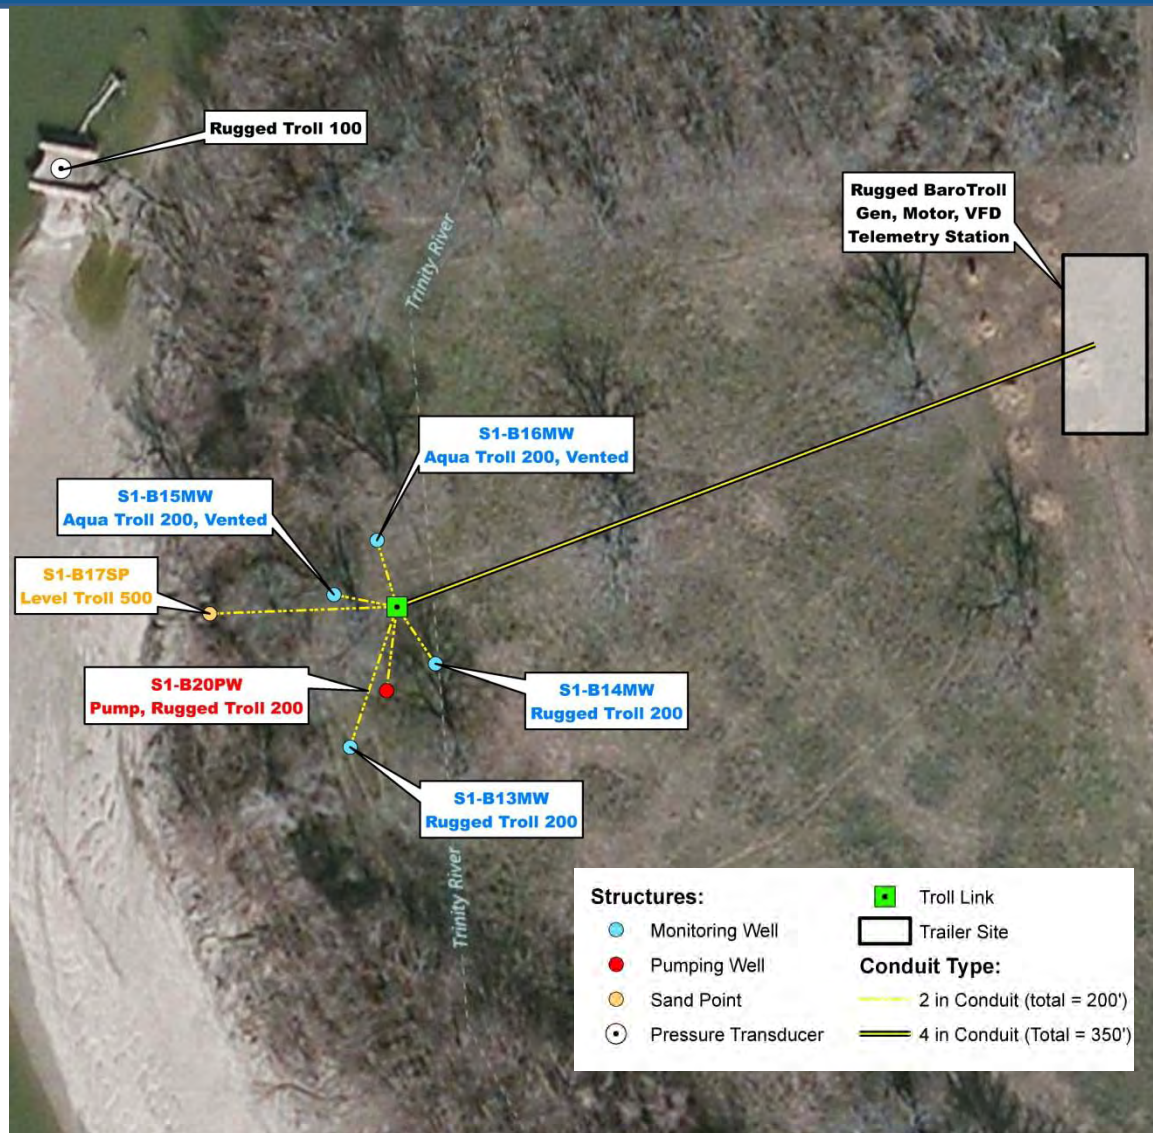 Rugged Troll 100
Rugged BaroTroll
Gen, Motor, VFD
Telemetry Station
Trinity River
S1-B16MW
Aqua Troll 200, Vented
S1-B15MW
Aqua Troll 200, Vented
S1-B17SP
Level Troll 500
S1-B20PW
Pump, Rugged Troll 200
S1-B14MW
Rugged Troll 200
S1-B13MW
Rugged Troll 200
Trinity River
Structures:
Monitoring Well
Pumping Well
Sand Point
Pressure Transducer
Troll Link
Trailer Site
Conduit Type:
2 in Conduit (total = 200')
4 in Conduit (Total = 350')